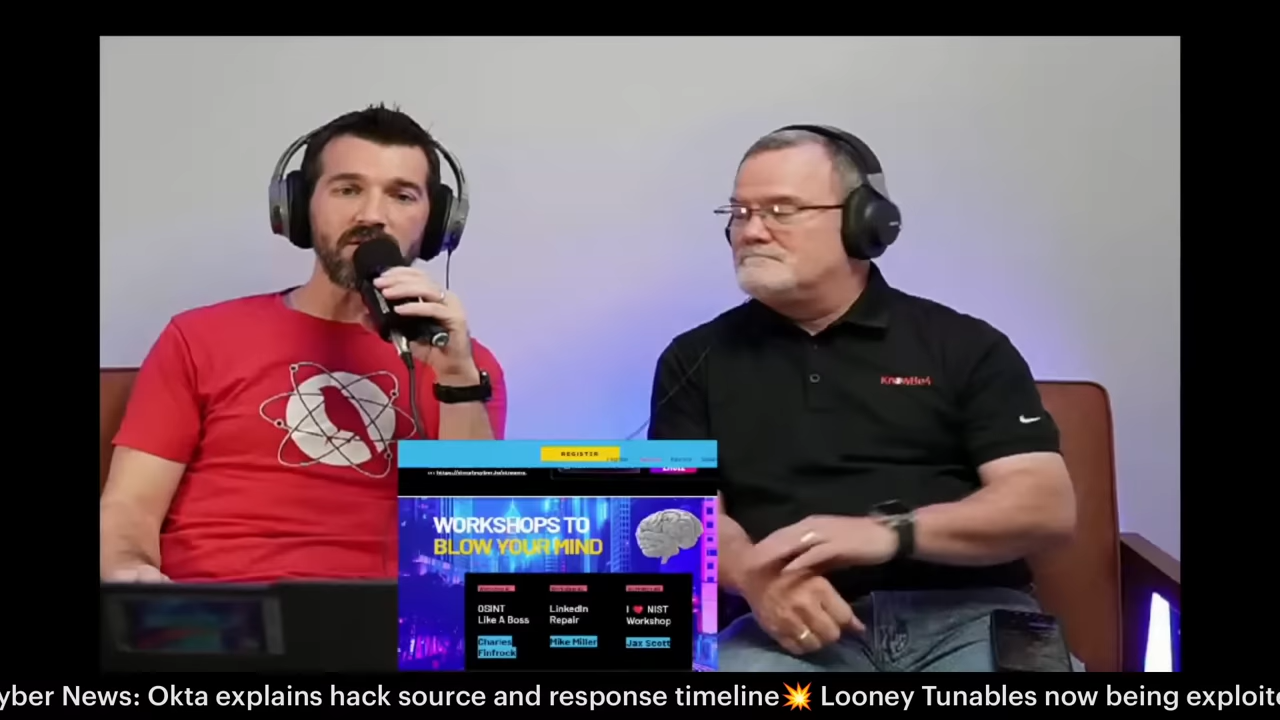 KnowBe4
REGISTER
WORKSHOPS TO
BLOW YOUR MIND
OSINT
Like A Boss
Charles
Finfrock
LinkedIn
Repair
Mike Miller
I ❤️ NIST
Workshop
Jax Scott
yber News: Okta explains hack source and response timeline💥 Looney Tunables now being exploite